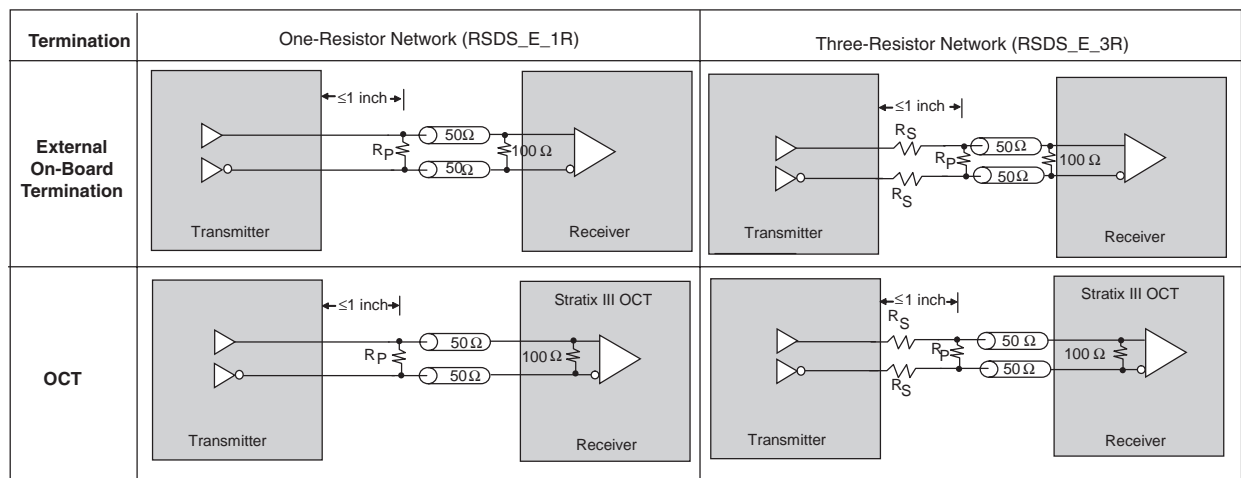 Termination
One-Resistor Network (RSDS_E_1R)
Three-Resistor Network (RSDS_E_3R)
External
On-Board
Termination
≤1 inch
50Ω
RP
100 Ω
50Ω
Transmitter
Receiver
≤1 inch
RS
50Ω
RP
100 Ω
50Ω
RS
Transmitter
Receiver
OCT
Stratix III OCT
≤1 inch
50 Ω
RP
100 Ω
50 Ω
Transmitter
Receiver
Stratix III OCT
≤1 inch
RS
50 Ω
RP
100 Ω
50 Ω
RS
Transmitter
Receiver